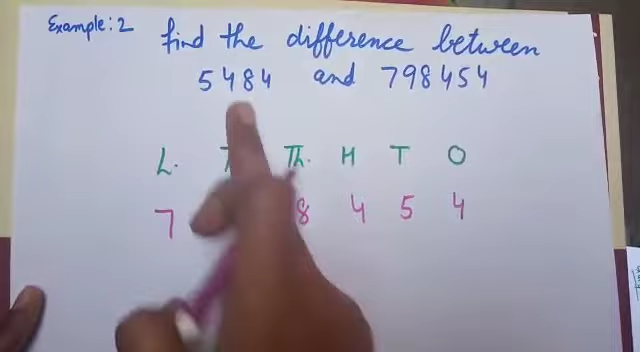 Example: 2 find the difference between
5484 and 798454
L. Th. H T O
7 8 4 5 4